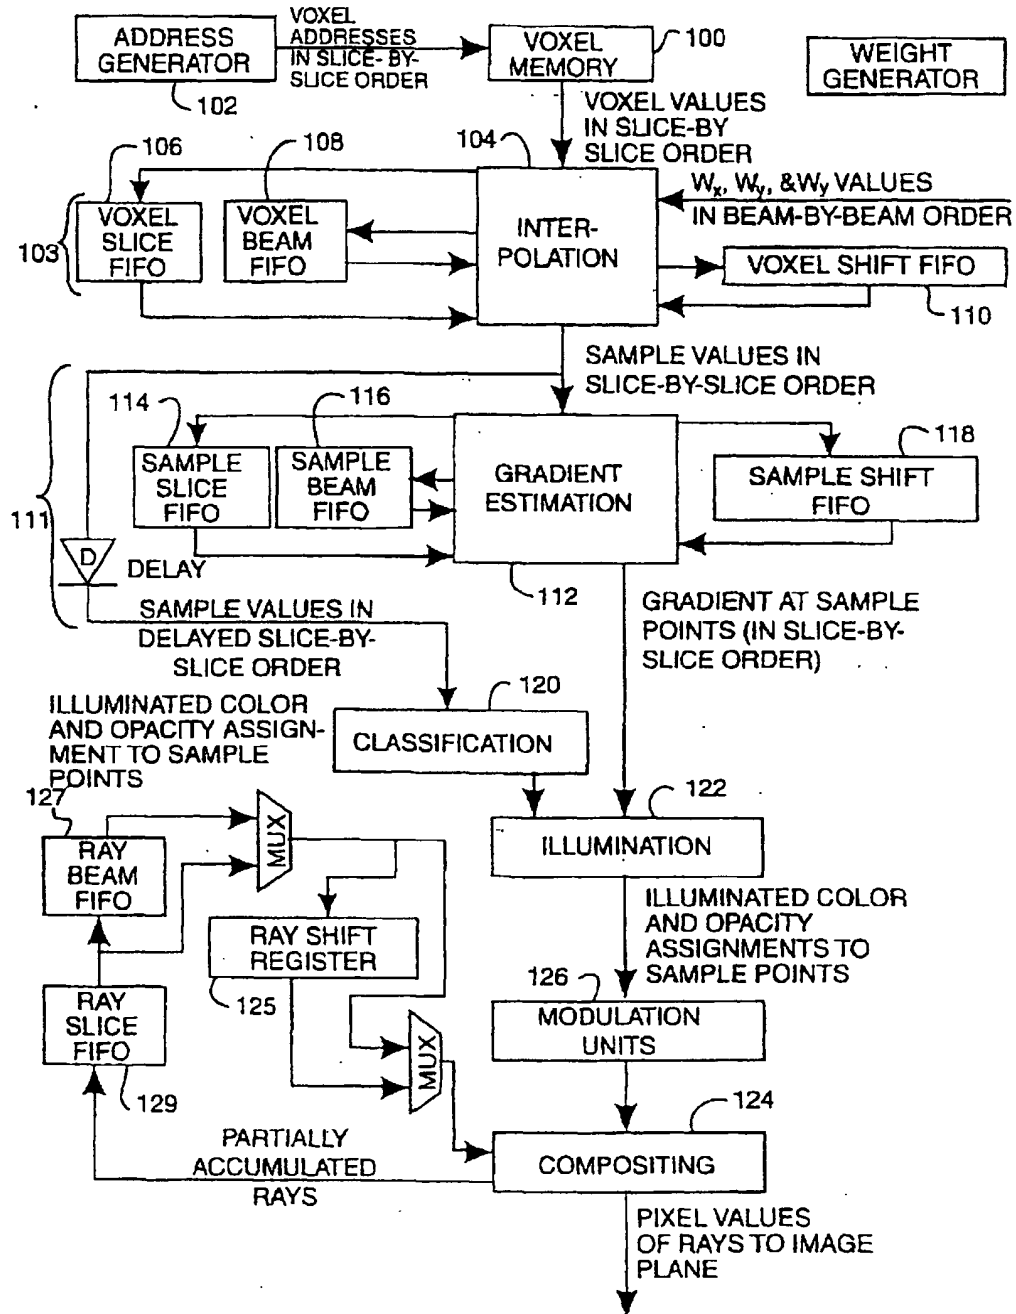 ADDRESS
GENERATOR
102
VOXEL
ADDRESSES
IN SLICE- BY-
SLICE ORDER
VOXEL
MEMORY
100
WEIGHT
GENERATOR
VOXEL VALUES
IN SLICE-BY
SLICE ORDER
104
106
108
103
VOXEL
SLICE
FIFO
VOXEL
BEAM
FIFO
INTER-
POLATION
Wx, Wy, &Wy VALUES
IN BEAM-BY-BEAM ORDER
VOXEL SHIFT FIFO
110
SAMPLE VALUES IN
SLICE-BY-SLICE ORDER
111
114
116
SAMPLE
SLICE
FIFO
SAMPLE
BEAM
FIFO
GRADIENT
ESTIMATION
112
118
SAMPLE SHIFT
FIFO
D
DELAY
SAMPLE VALUES IN
DELAYED SLICE-BY-
SLICE ORDER
GRADIENT AT SAMPLE
POINTS (IN SLICE-BY-
SLICE ORDER)
120
CLASSIFICATION
ILLUMINATED COLOR
AND OPACITY ASSIGN-
MENT TO SAMPLE
POINTS
122
ILLUMINATION
127
RAY
BEAM
FIFO
MUX
RAY SHIFT
REGISTER
125
ILLUMINATED COLOR
AND OPACITY
ASSIGNMENTS TO
SAMPLE POINTS
126
MODULATION
UNITS
RAY
SLICE
FIFO
129
MUX
124
COMPOSITING
PARTIALLY
ACCUMULATED
RAYS
PIXEL VALUES
OF RAYS TO IMAGE
PLANE